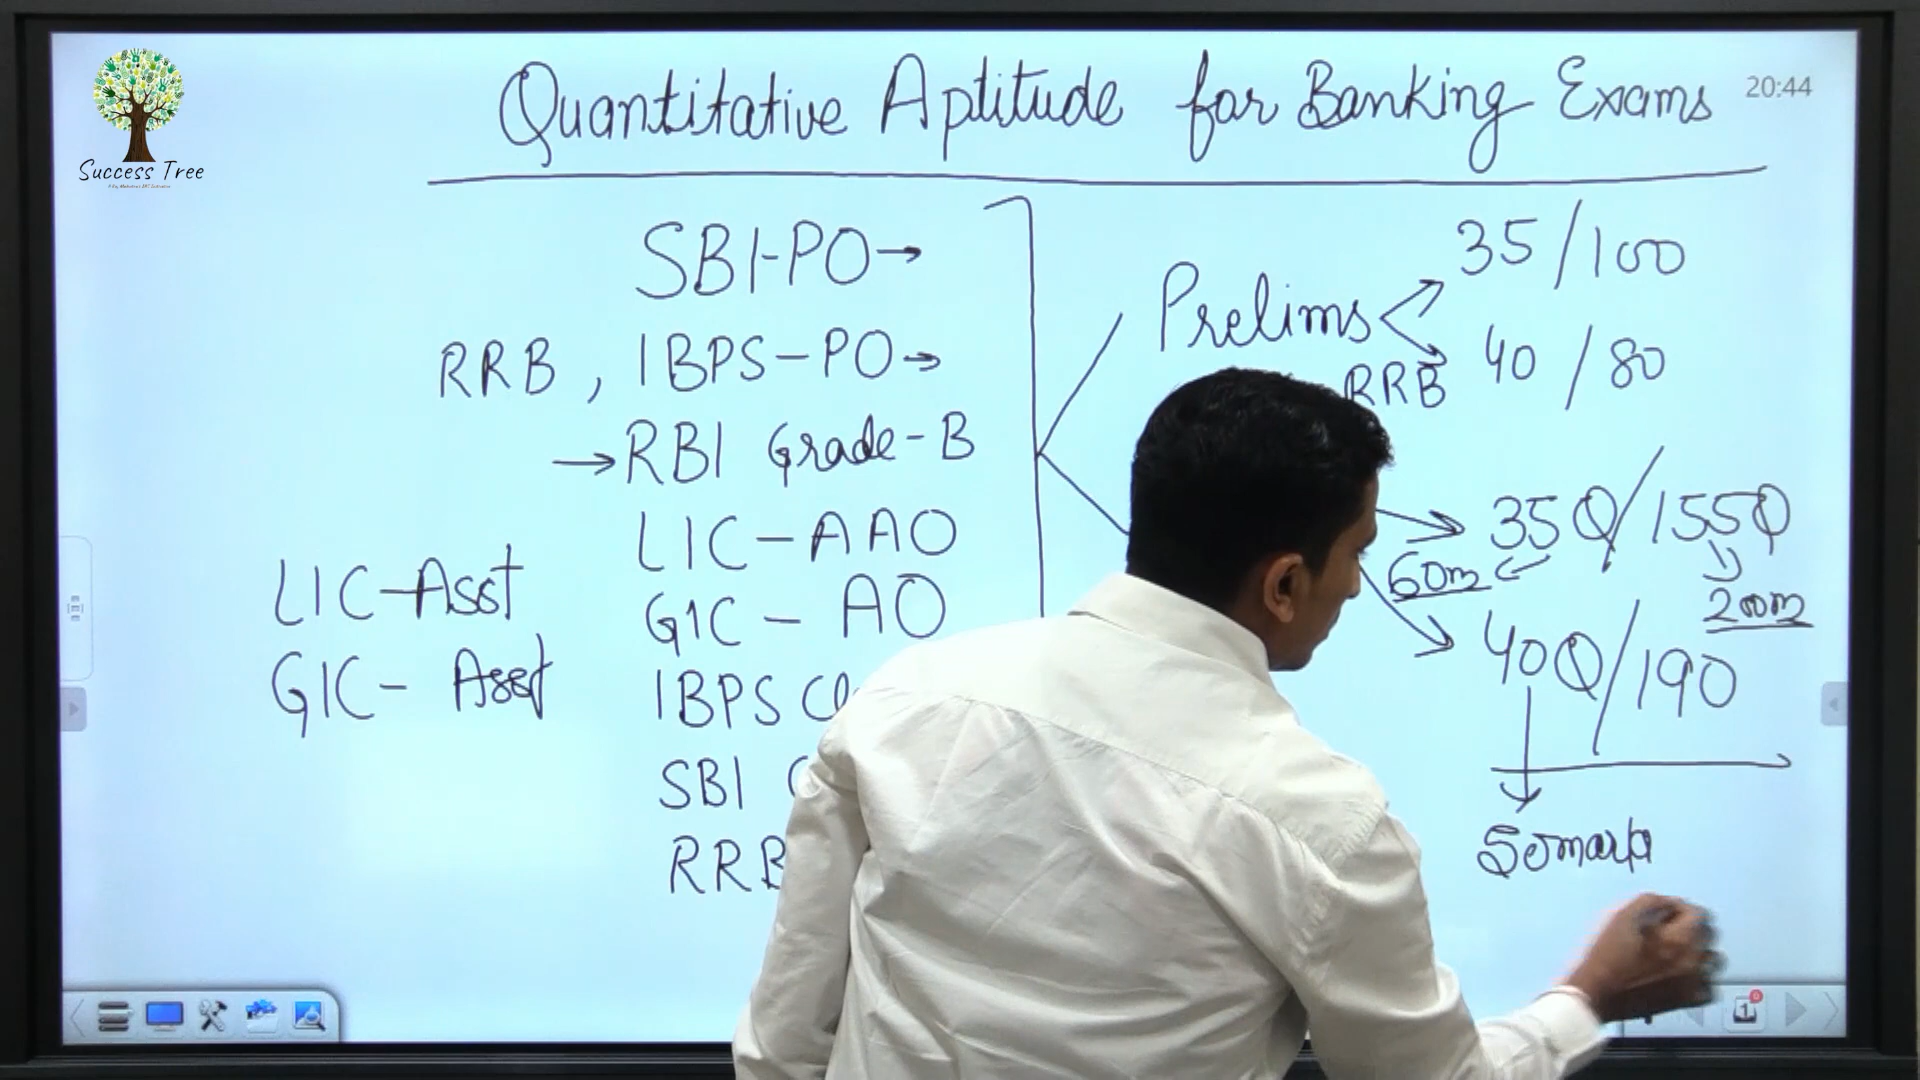 Success Tree
Quantitative Aptitude for Banking Exams
20:44
SBI-PO →
RRB , IBPS-PO →
→ RBI Grade-B
LIC-AAO
LIC-Asst
GIC - AO
GIC- Asst
IBPS
SBI
RRB
Prelims
35/100
RRB 40/80
35Q/155Q
60m
200m
40Q/190
1